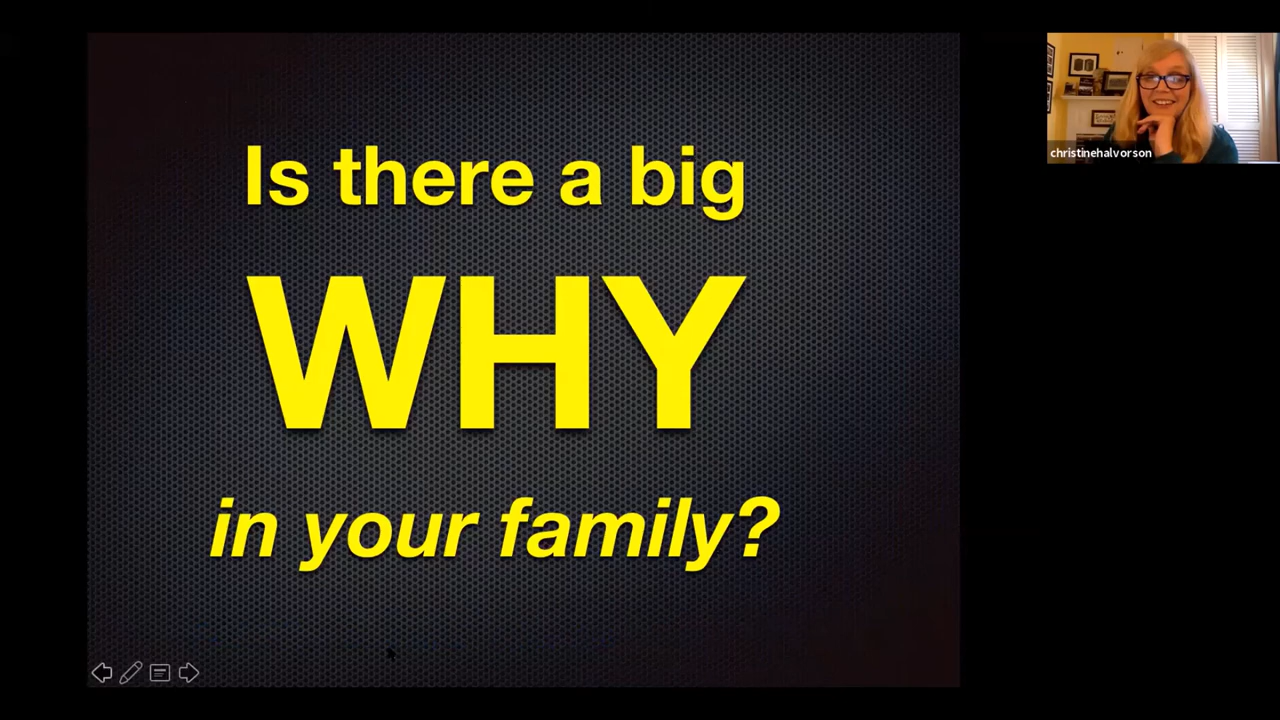 Is there a big
WHY
in your family?
christinehalvorson